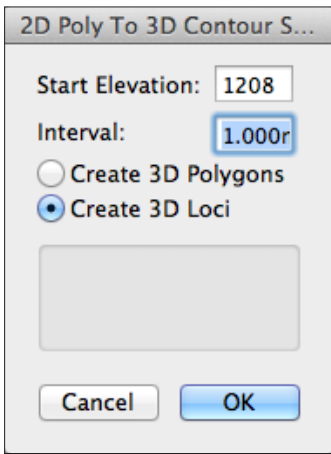 2D Poly To 3D Contour S...
Start Elevation: 1208
Interval: 1.000r
Create 3D Polygons
Create 3D Loci
Cancel OK